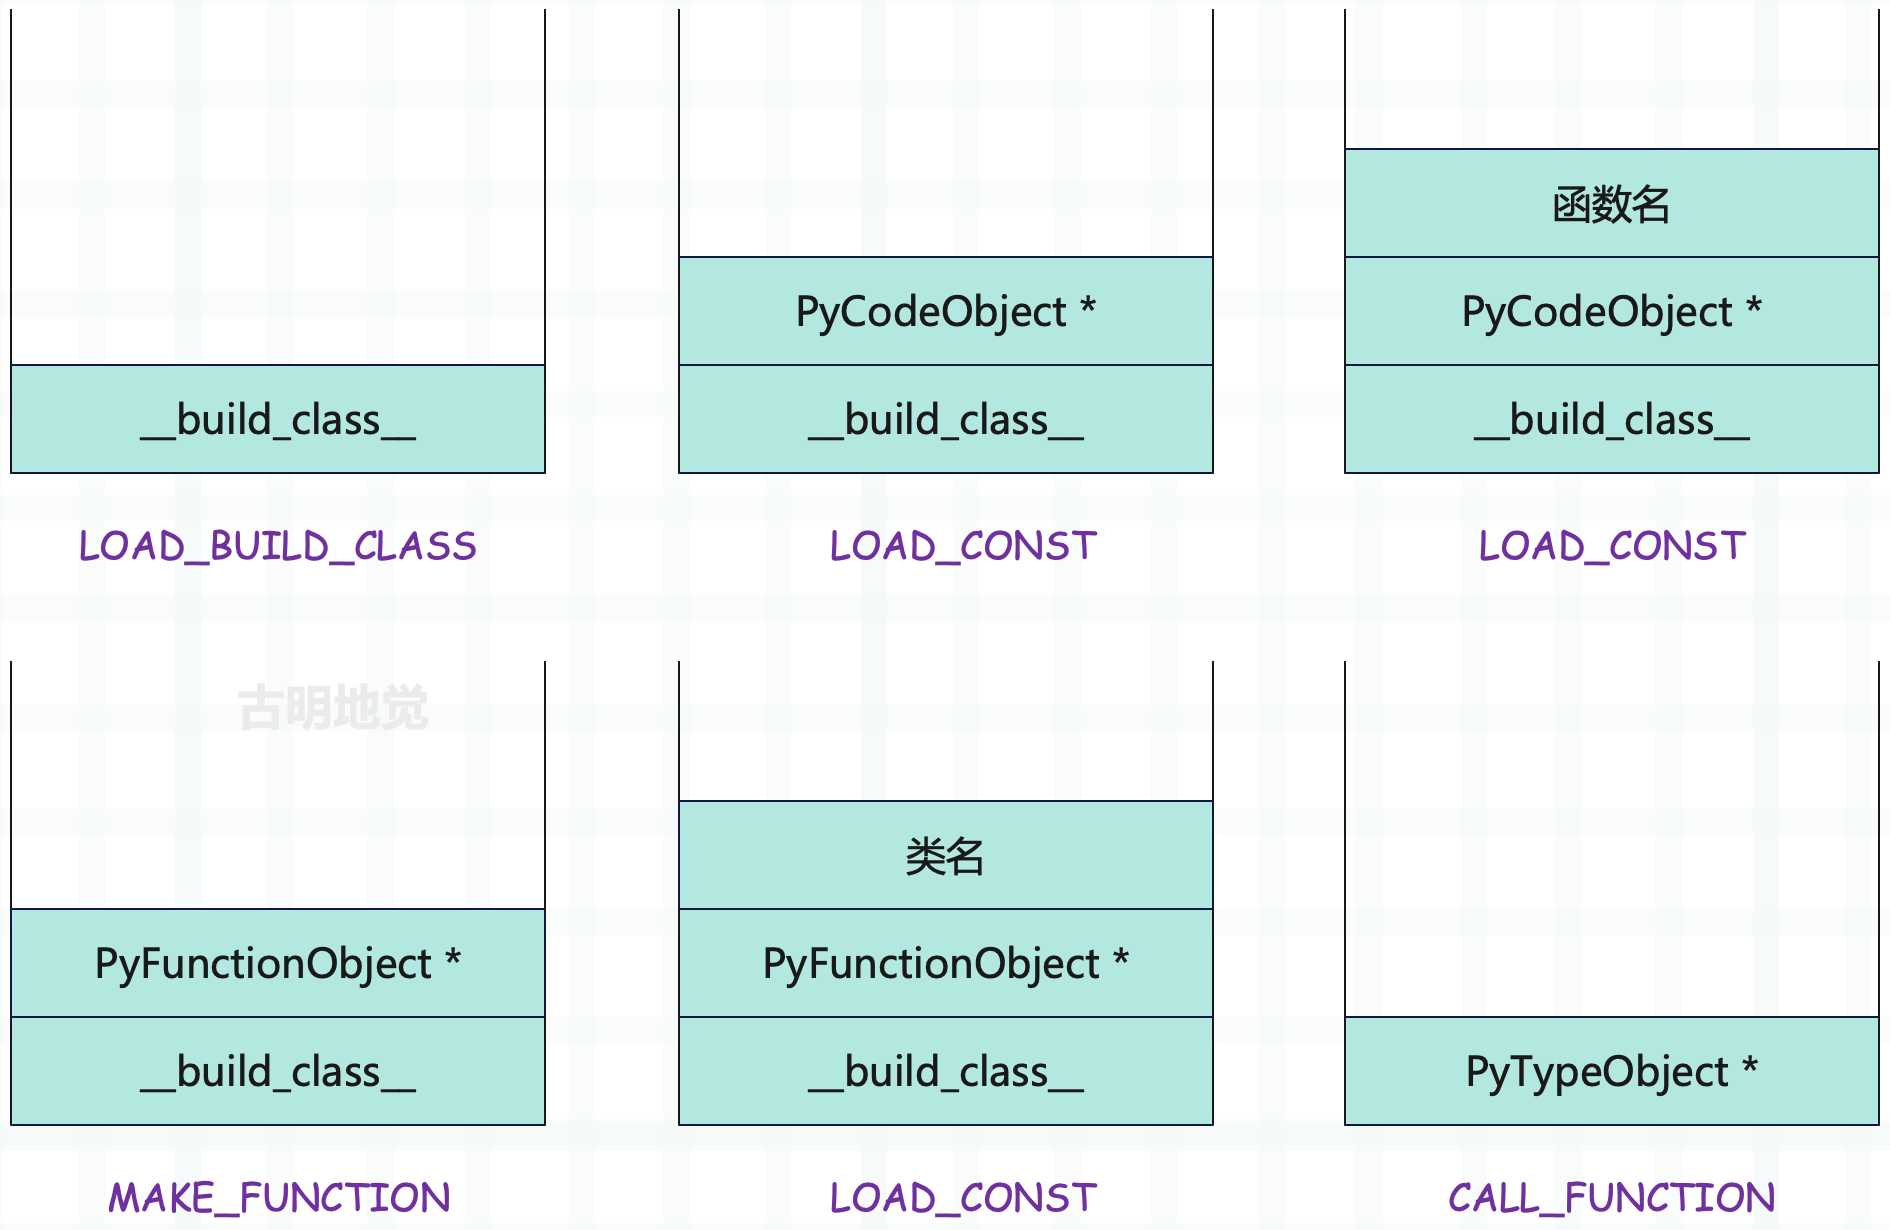 __build_class__
LOAD_BUILD_CLASS
PyCodeObject *
__build_class__
LOAD_CONST
函数名
PyCodeObject *
__build_class__
LOAD_CONST
古明地觉
PyFunctionObject *
__build_class__
MAKE_FUNCTION
类名
PyFunctionObject *
__build_class__
LOAD_CONST
PyTypeObject *
CALL_FUNCTION